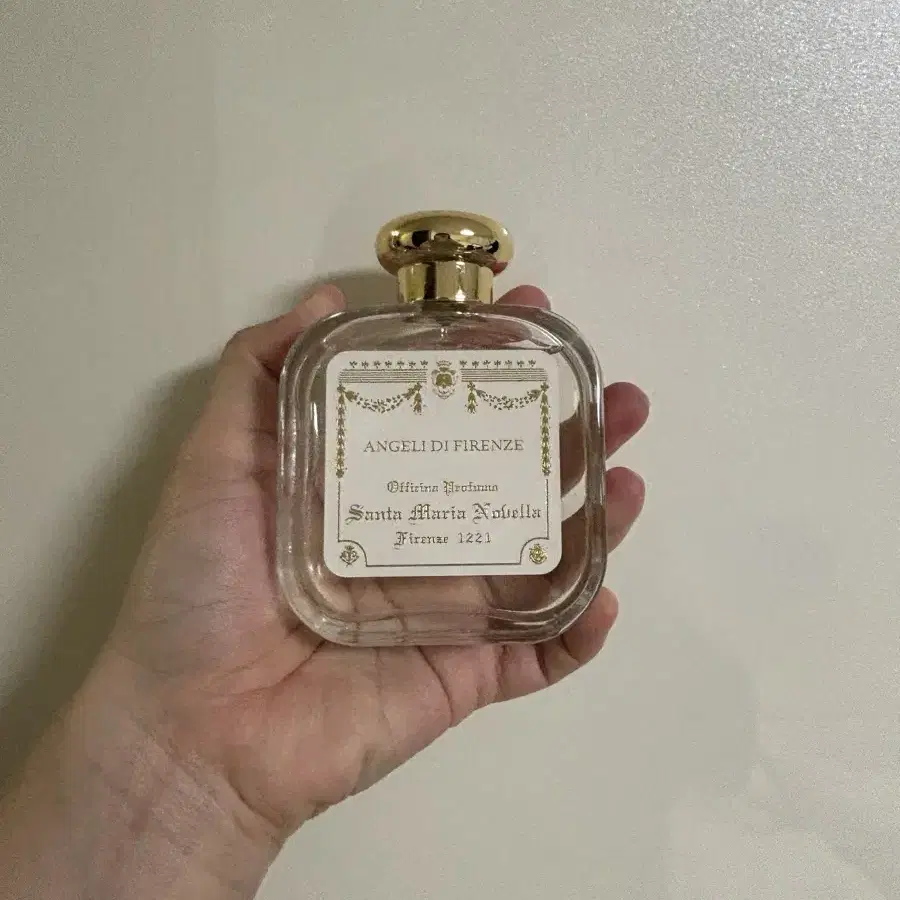 ANGELI DI FIRENZE
Officina Profumo
Santa Maria Novella
Firenze 1221